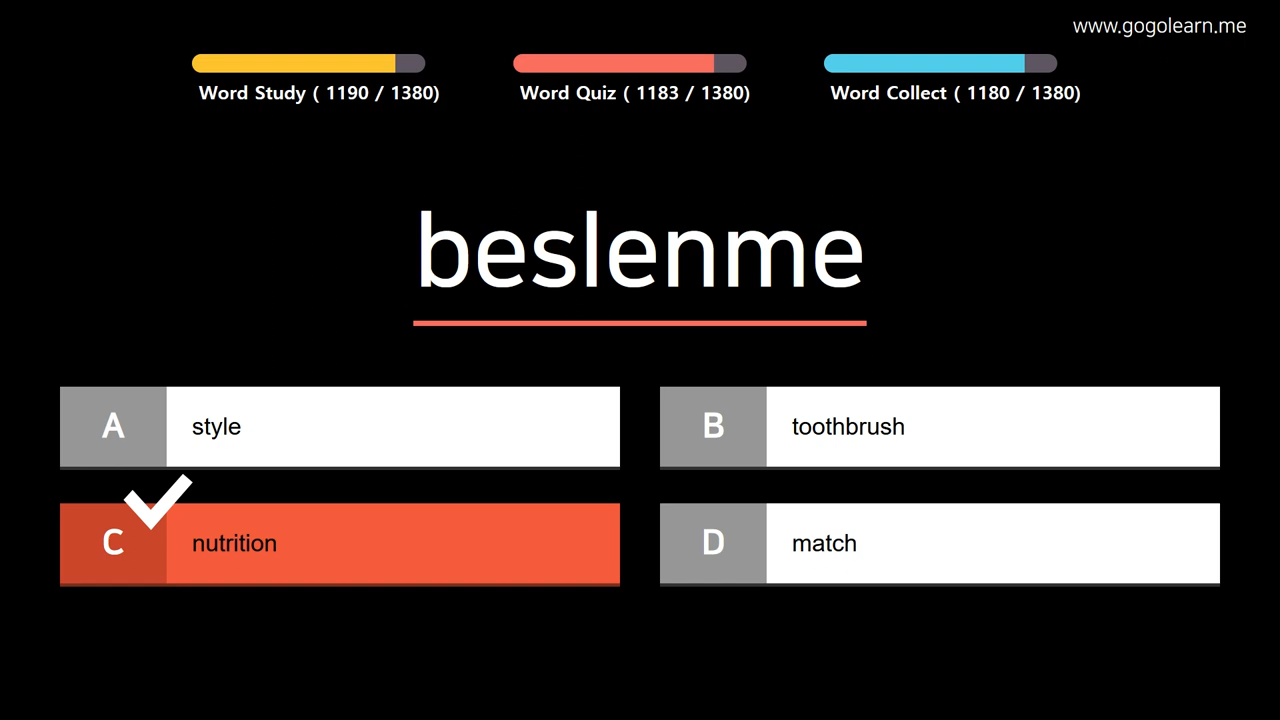 www.gogolearn.me
Word Study ( 1190 / 1380)
Word Quiz ( 1183 / 1380)
Word Collect ( 1180 / 1380)
beslenme
A style
B toothbrush
C nutrition
D match